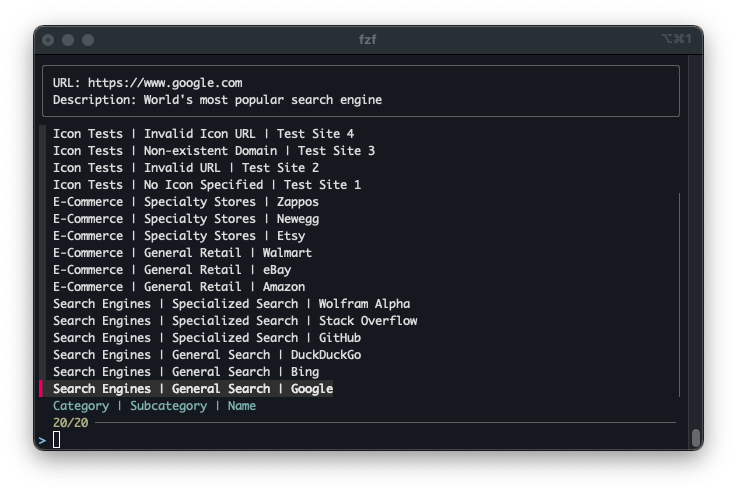 fzf
⌥⌘1
URL: https://www.google.com
Description: World's most popular search engine
Icon Tests | Invalid Icon URL | Test Site 4
Icon Tests | Non-existent Domain | Test Site 3
Icon Tests | Invalid URL | Test Site 2
Icon Tests | No Icon Specified | Test Site 1
E-Commerce | Specialty Stores | Zappos
E-Commerce | Specialty Stores | Newegg
E-Commerce | Specialty Stores | Etsy
E-Commerce | General Retail | Walmart
E-Commerce | General Retail | eBay
E-Commerce | General Retail | Amazon
Search Engines | Specialized Search | Wolfram Alpha
Search Engines | Specialized Search | Stack Overflow
Search Engines | Specialized Search | GitHub
Search Engines | General Search | DuckDuckGo
Search Engines | General Search | Bing
Search Engines | General Search | Google
Category | Subcategory | Name
20/20
>